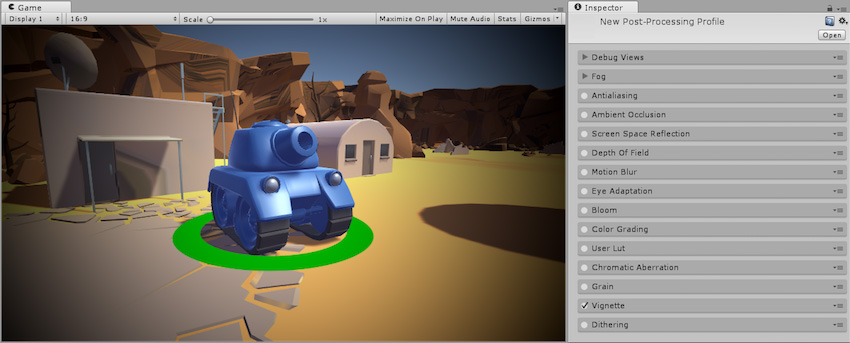 Game
Display 1 16:9 Scale 1x Maximize On Play Mute Audio Stats Gizmos
Inspector
New Post-Processing Profile
Open
Debug Views
Fog
Antialiasing
Ambient Occlusion
Screen Space Reflection
Depth Of Field
Motion Blur
Eye Adaptation
Bloom
Color Grading
User Lut
Chromatic Aberration
Grain
Vignette
Dithering